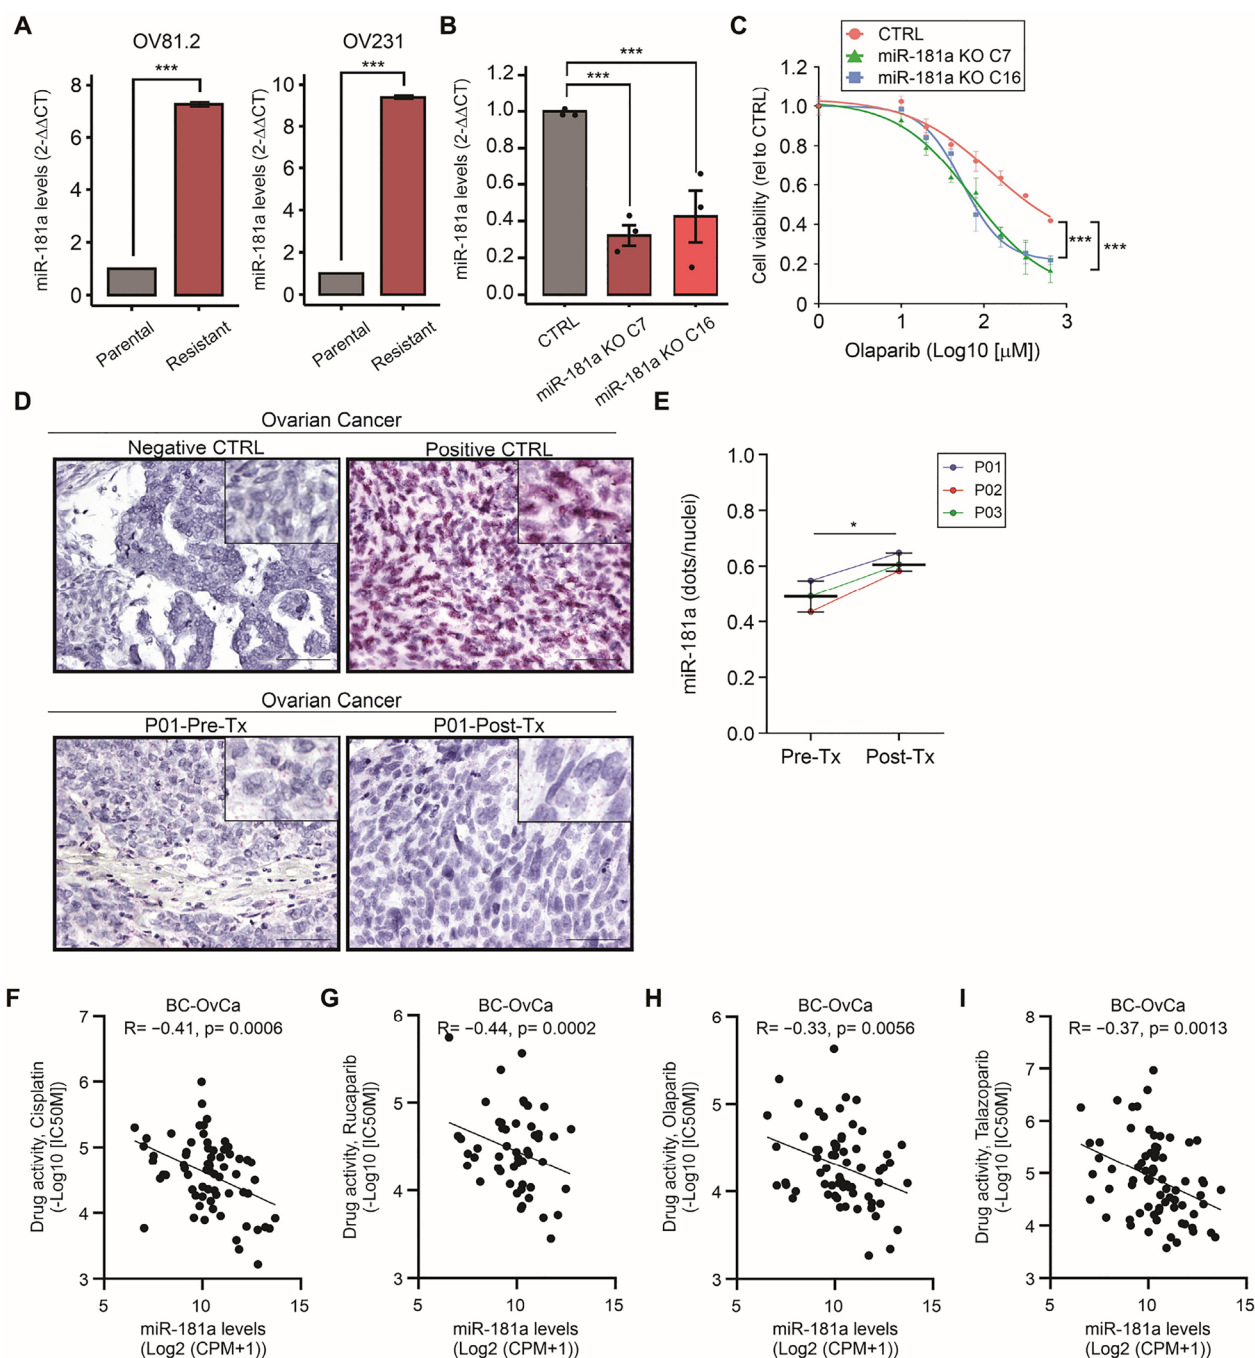 A
OV81.2
***
miR-181a levels (2-ΔΔCT)
8
6
4
2
0
Parental
Resistant
OV231
***
miR-181a levels (2-ΔΔCT)
10
8
6
4
2
0
Parental
Resistant
B
***
***
miR-181a levels (2-ΔΔCT)
1.2
1.0
0.8
0.6
0.4
0.2
0.0
CTRL
miR-181a KO C7
miR-181a KO C16
C
CTRL
miR-181a KO C7
miR-181a KO C16
Cell viability (rel to CTRL)
1.2
1.0
0.8
0.6
0.4
0.2
0
0
1
2
3
***
***
Olaparib (Log10 [μM])
D
Ovarian Cancer
Negative CTRL
Positive CTRL
Ovarian Cancer
P01-Pre-Tx
P01-Post-Tx
E
miR-181a (dots/nuclei)
1.0
0.8
0.6
0.4
0.2
0.0
*
Pre-Tx
Post-Tx
P01
P02
P03
F
BC-OvCa
R= −0.41, p= 0.0006
Drug activity, Cisplatin
(-Log10 [IC50M])
7
6
5
4
3
5
10
15
miR-181a levels
(Log2 (CPM+1))
G
BC-OvCa
R= −0.44, p= 0.0002
Drug activity, Rucaparib
(-Log10 [IC50M])
6
5
4
3
5
10
15
miR-181a levels
(Log2 (CPM+1))
H
BC-OvCa
R= −0.33, p= 0.0056
Drug activity, Olaparib
(-Log10 [IC50M])
6
5
4
3
5
10
15
miR-181a levels
(Log2 (CPM+1))
I
BC-OvCa
R= −0.37, p= 0.0013
Drug activity, Talazoparib
(-Log10 [IC50M])
8
7
6
5
4
3
5
10
15
miR-181a levels
(Log2 (CPM+1))